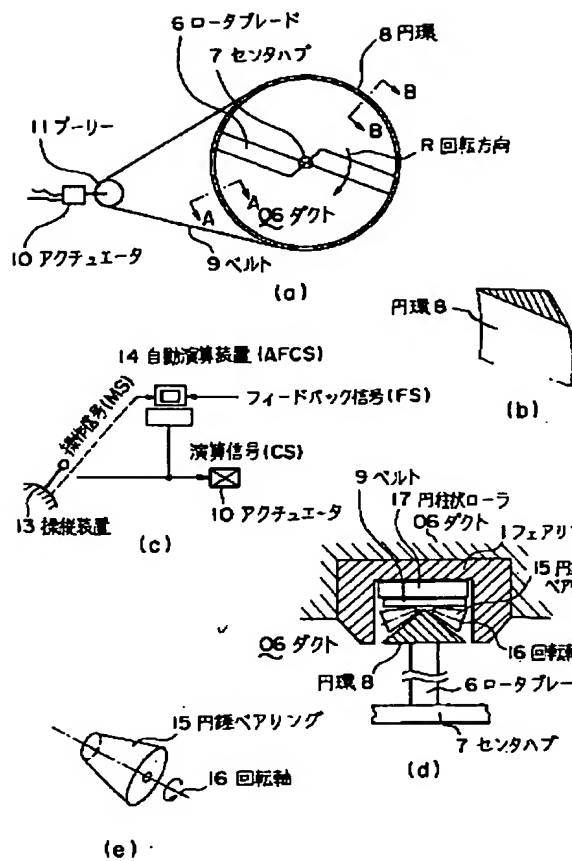 6 ロータブレード
7 センタハブ
8 円環
B
B
11 プーリー
R 回転方向
A
A
06 ダクト
10 アクチュエータ
9 ベルト
(a)
円環 8
(b)
14 自動演算装置 (AFCS)
操作信号(MS)
フィードバック信号(FS)
演算信号(CS)
13 操縦装置
10 アクチュエータ
(c)
9 ベルト
17 円柱状ローラ
06 ダクト
1 フェアリ
15 円
ベアリ
06 ダクト
16 回転
円環 8
6 ロータブレー
7 センタハブ
(d)
15 円錐ベアリング
16 回転軸
(e)